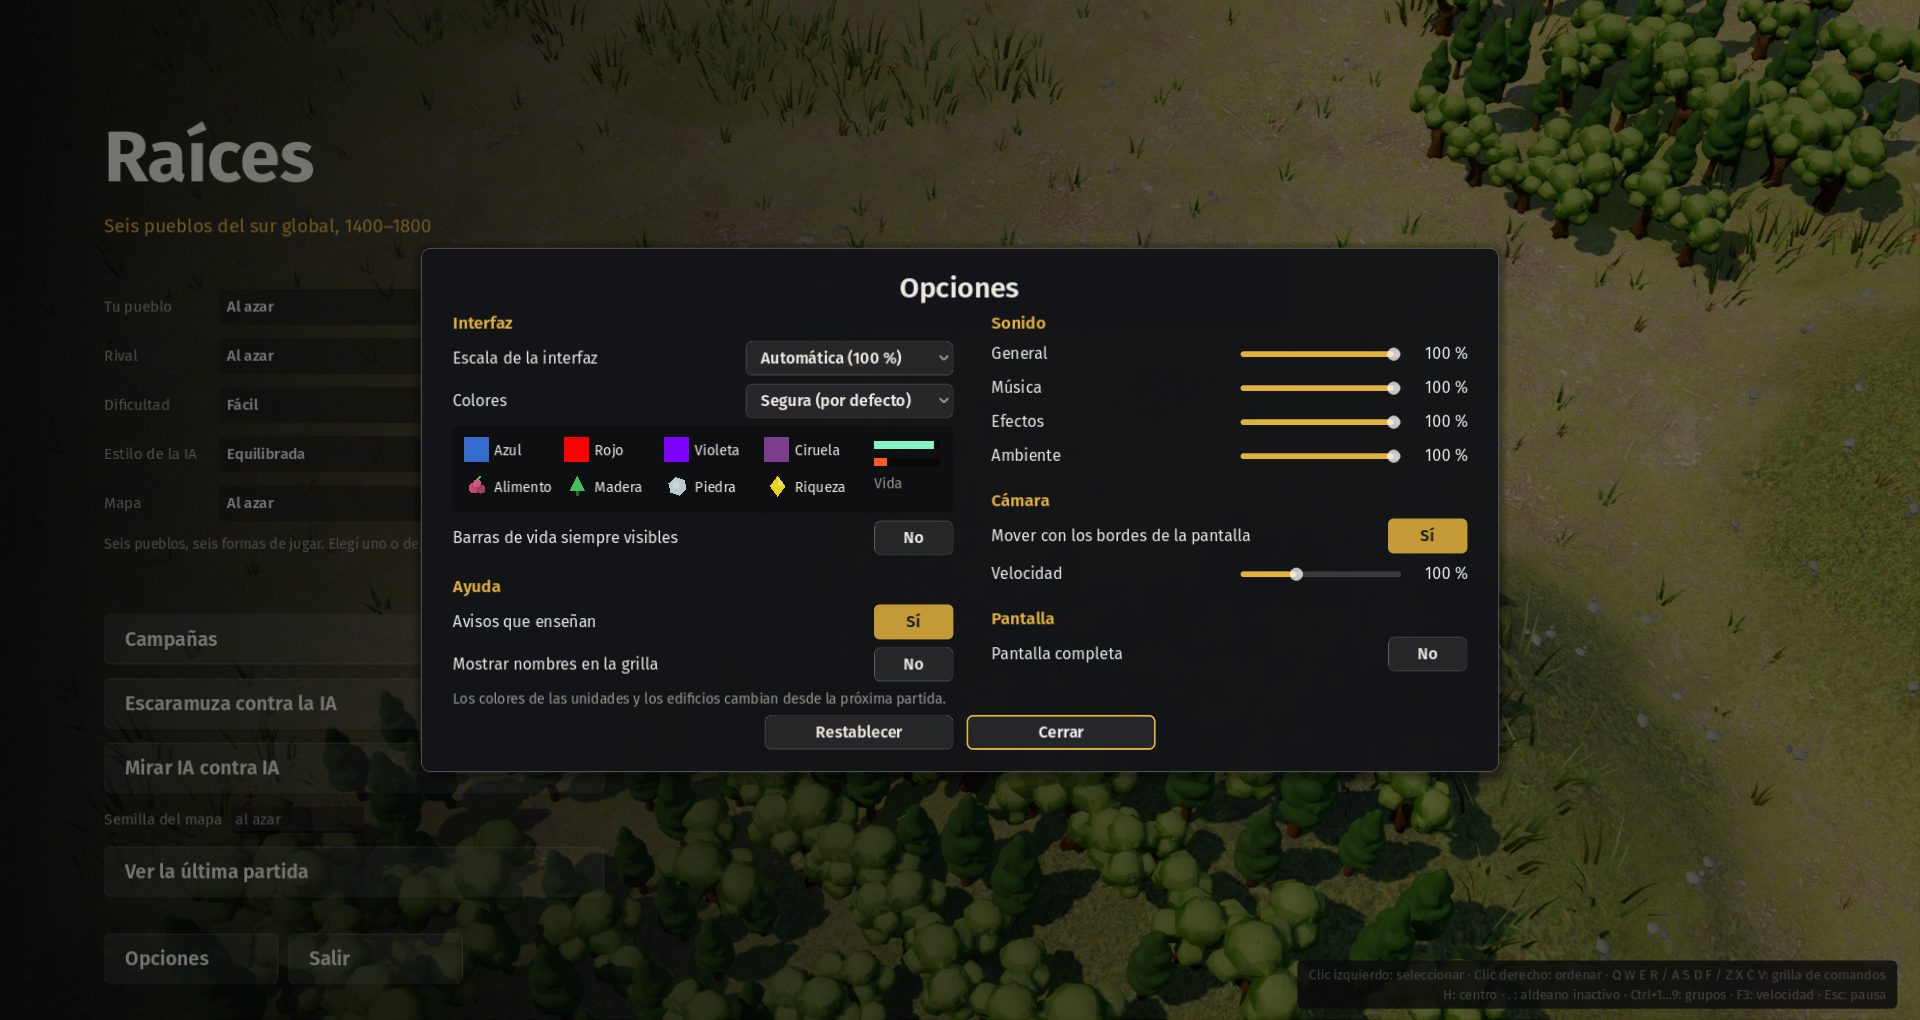 Raíces
Seis pueblos del sur global, 1400–1800
Tu pueblo Al azar
Rival Al azar
Dificultad Fácil
Estilo de la IA Equilibrada
Mapa Al azar
Seis pueblos, seis formas de jugar. Elegí uno o
Campañas
Escaramuza contra la IA
Mirar IA contra IA
Semilla del mapa al azar
Ver la última partida
Opciones Salir
Opciones
Interfaz
Escala de la interfaz Automática (100 %)
Colores Segura (por defecto)
Azul Rojo Violeta Ciruela
Alimento Madera Piedra Riqueza Vida
Barras de vida siempre visibles No
Ayuda
Avisos que enseñan Sí
Mostrar nombres en la grilla No
Los colores de las unidades y los edificios cambian desde la próxima partida.
Sonido
General 100 %
Música 100 %
Efectos 100 %
Ambiente 100 %
Cámara
Mover con los bordes de la pantalla Sí
Velocidad 100 %
Pantalla
Pantalla completa No
Restablecer Cerrar
Clic izquierdo: seleccionar · Clic derecho: ordenar · Q W E R / A S D F / Z X C V: grilla de comandos
H: centro · . : aldeano inactivo · Ctrl+1…9: grupos · F3: velocidad · Esc: pausa